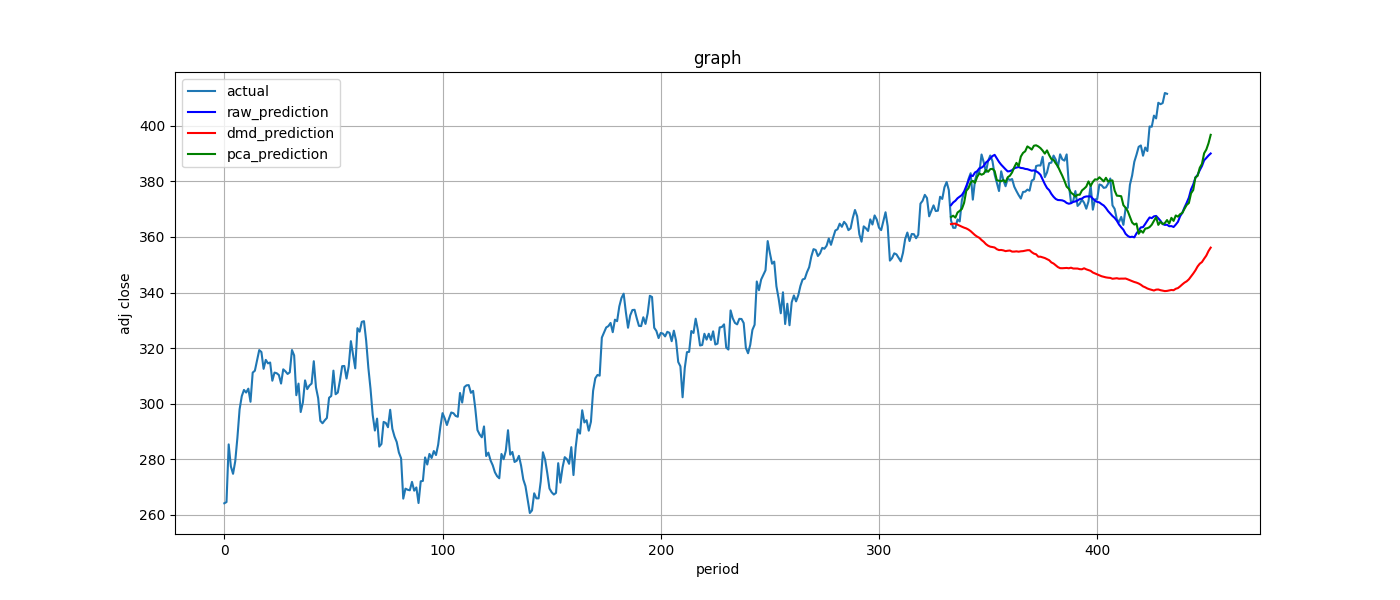 graph
actual
raw_prediction
dmd_prediction
pca_prediction
adj close
400
380
360
340
320
300
280
260
0 100 200 300 400
period